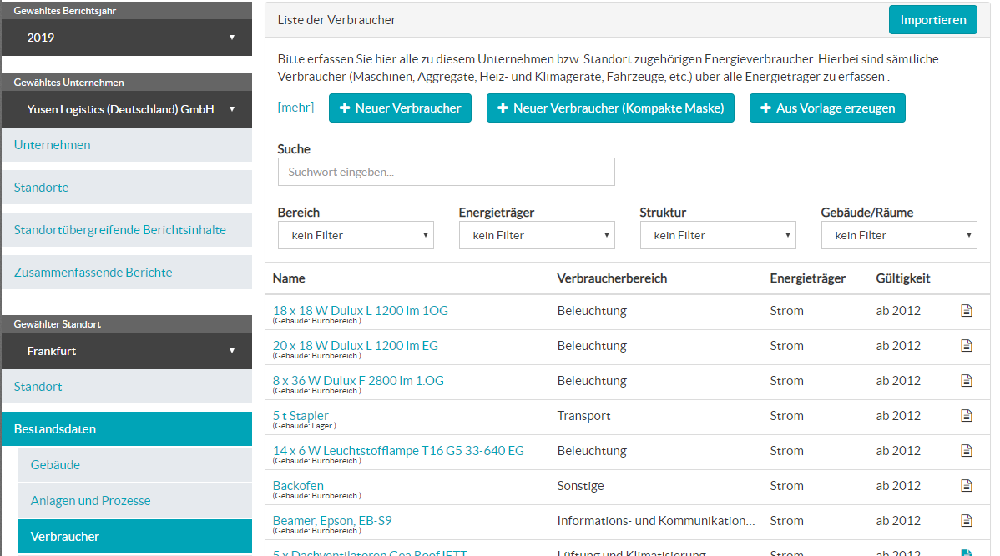 Gewähltes Berichtsjahr
2019
Gewähltes Unternehmen
Yusen Logistics (Deutschland) GmbH
Unternehmen
Standorte
Standortübergreifende Berichtsinhalte
Zusammenfassende Berichte
Gewählter Standort
Frankfurt
Standort
Bestandsdaten
Gebäude
Anlagen und Prozesse
Verbraucher
Liste der Verbraucher
Importieren
Bitte erfassen Sie hier alle zu diesem Unternehmen bzw. Standort zugehörigen Energieverbraucher. Hierbei sind sämtliche
Verbraucher (Maschinen, Aggregate, Heiz- und Klimageräte, Fahrzeuge, etc.) über alle Energieträger zu erfassen .
[mehr] + Neuer Verbraucher + Neuer Verbraucher (Kompakte Maske) + Aus Vorlage erzeugen
Suche
Suchwort eingeben...
Bereich Energieträger Struktur Gebäude/Räume
kein Filter kein Filter kein Filter kein Filter
Name Verbraucherbereich Energieträger Gültigkeit
18 x 18 W Dulux L 1200 lm 1OG Beleuchtung Strom ab 2012
(Gebäude: Bürobereich )
20 x 18 W Dulux L 1200 lm EG Beleuchtung Strom ab 2012
(Gebäude: Bürobereich )
8 x 36 W Dulux F 2800 lm 1.OG Beleuchtung Strom ab 2012
(Gebäude: Bürobereich )
5 t Stapler Transport Strom ab 2012
(Gebäude: Lager )
14 x 6 W Leuchtstofflampe T16 G5 33-640 EG Beleuchtung Strom ab 2012
(Gebäude: Bürobereich )
Backofen Sonstige Strom ab 2012
(Gebäude: Bürobereich )
Beamer, Epson, EB-S9 Informations- und Kommunikation... Strom ab 2012
(Gebäude: Bürobereich )
5 x Dachventilatoren Gea RoofJETT Lüftung und Klimatisierung Strom ab 2012